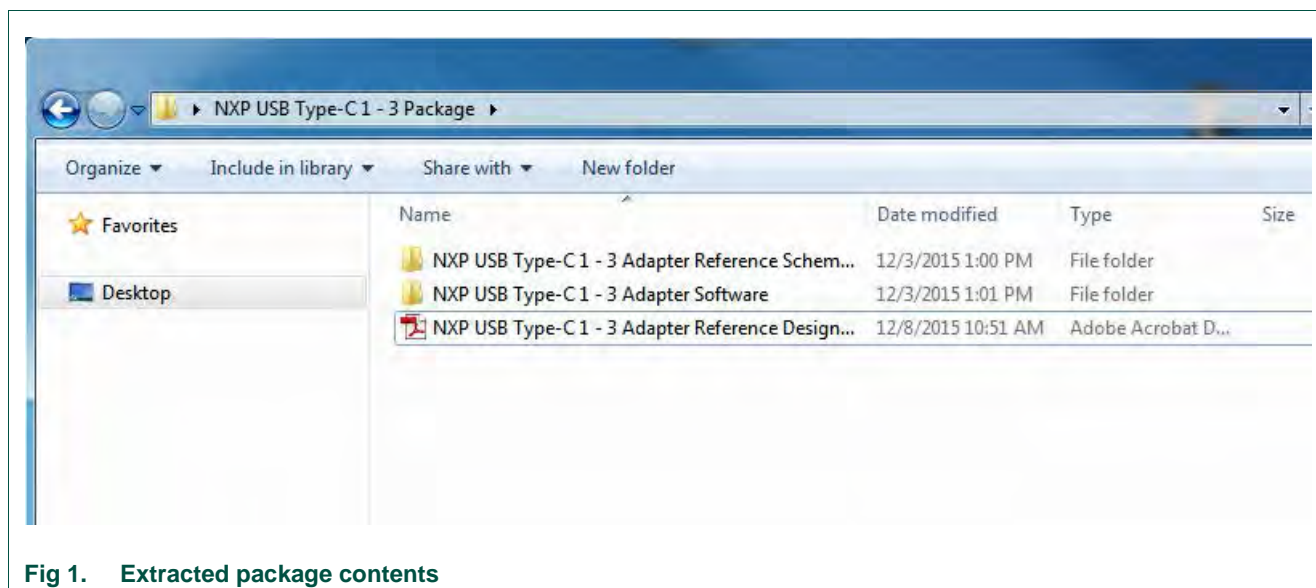 NXP USB Type-C 1 - 3 Package
Organize Include in library Share with New folder
Favorites
Desktop
Name Date modified Type Size
NXP USB Type-C 1 - 3 Adapter Reference Schem... 12/3/2015 1:00 PM File folder
NXP USB Type-C 1 - 3 Adapter Software 12/3/2015 1:01 PM File folder
NXP USB Type-C 1 - 3 Adapter Reference Design... 12/8/2015 10:51 AM Adobe Acrobat D...
Fig 1. Extracted package contents